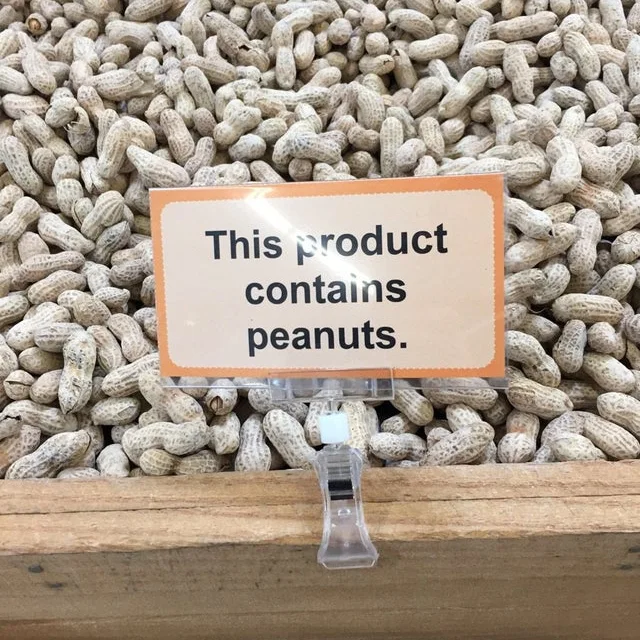 This product
contains
peanuts.